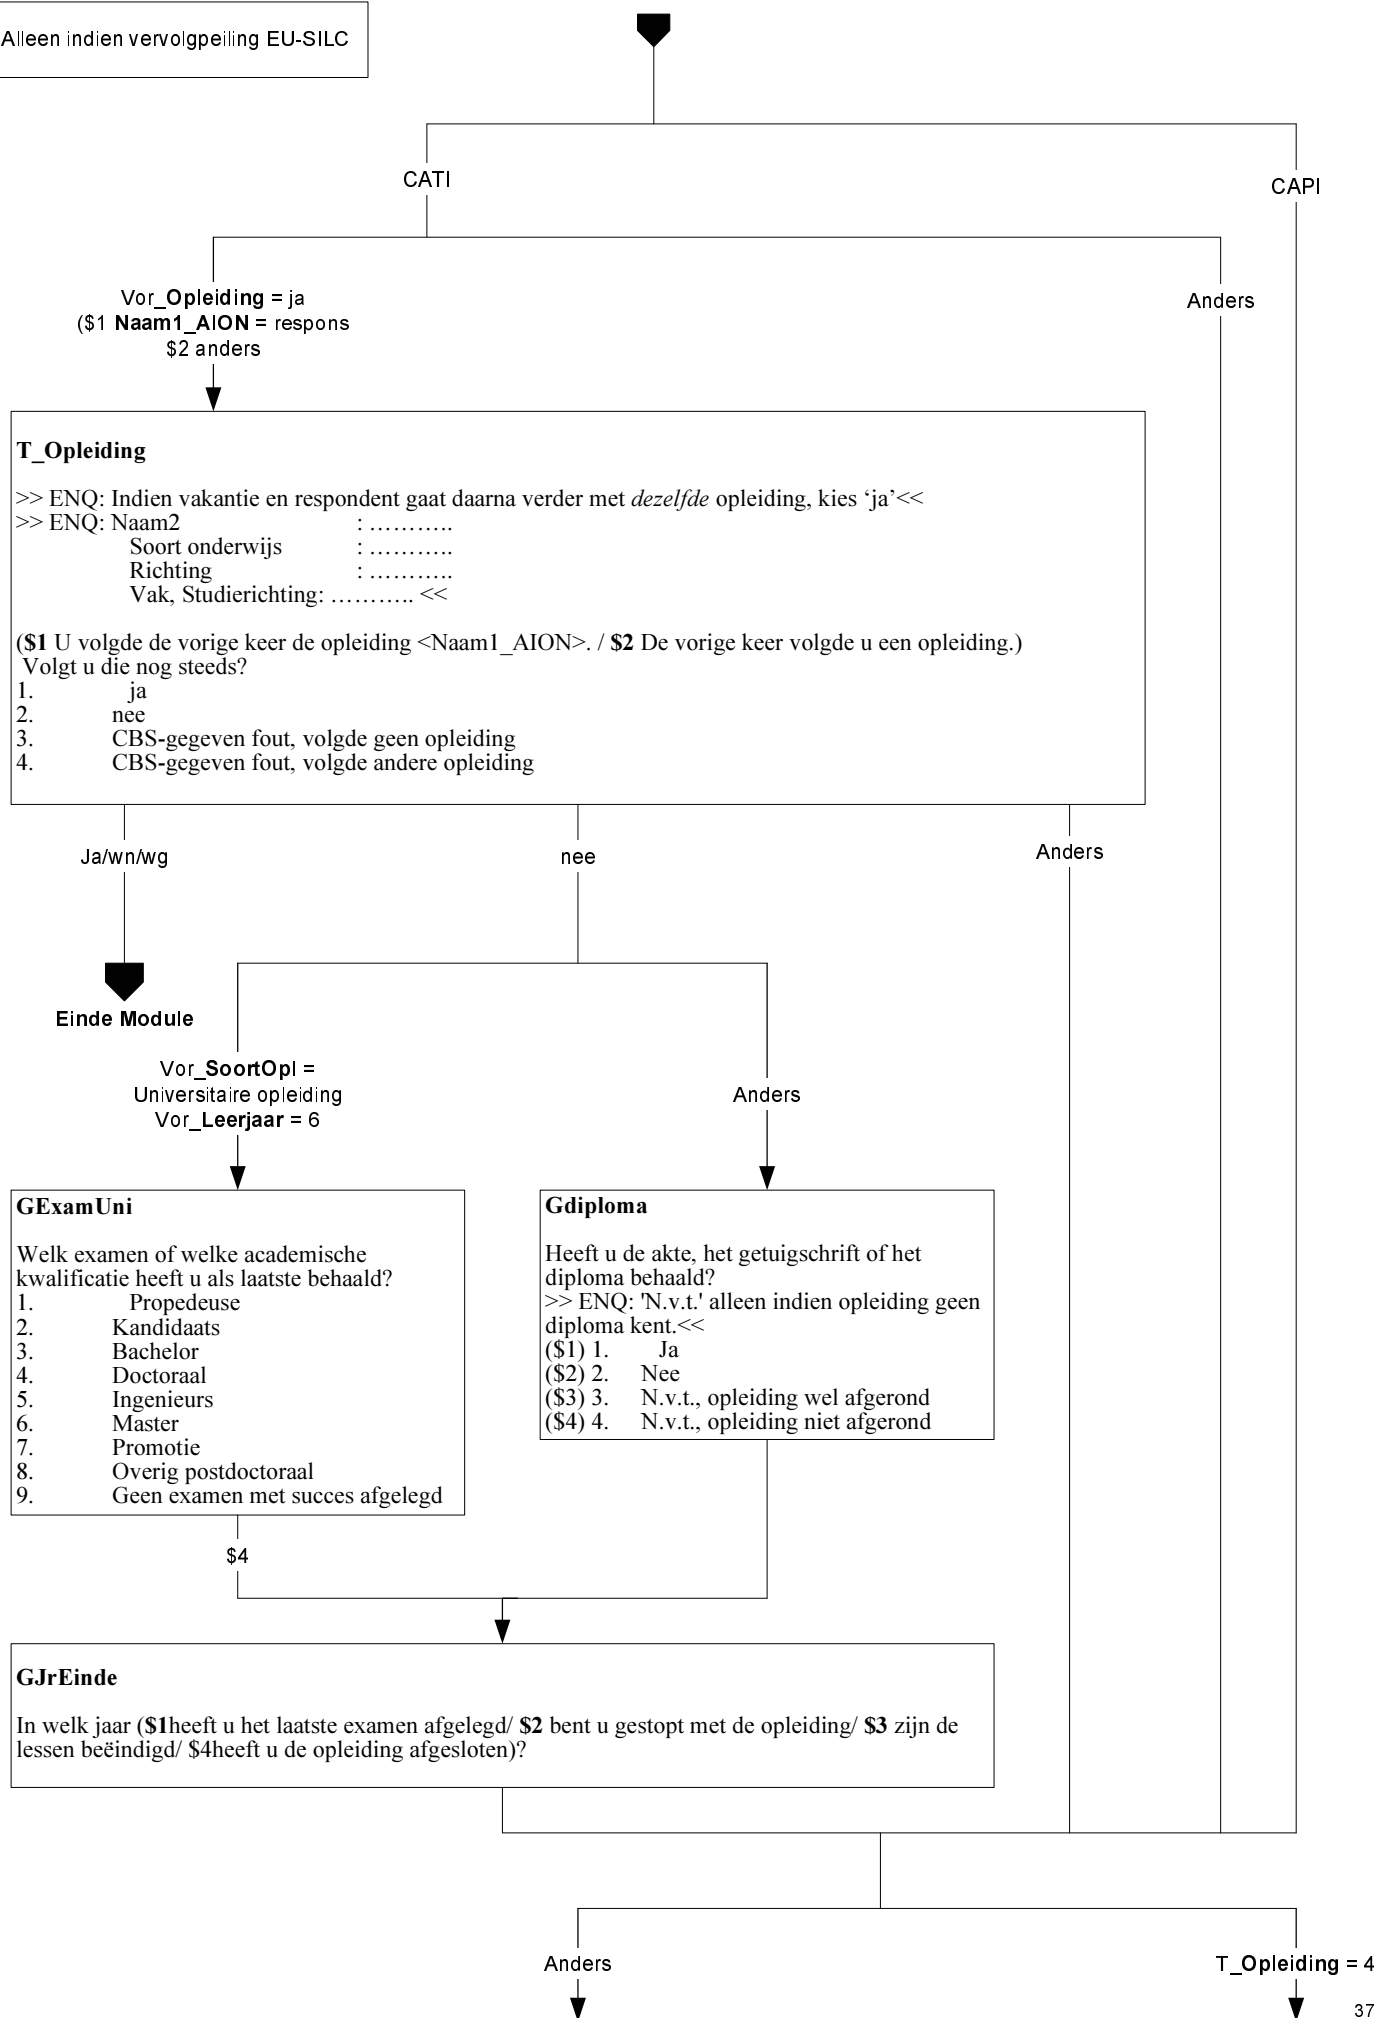 Alleen indien vervolgpeiling EU-SILC
CATI
CAPI
Vor_Opleiding = ja
($1 Naam1_AION = respons
$2 anders
Anders
T_Opleiding
>> ENQ: Indien vakantie en respondent gaat daarna verder met dezelfde opleiding, kies ‘ja’<<
>> ENQ: Naam2 : ………..
Soort onderwijs : ………..
Richting : ………..
Vak, Studierichting: ……….. <<
($1 U volgde de vorige keer de opleiding <Naam1_AION>. / $2 De vorige keer volgde u een opleiding.)
Volgt u die nog steeds?
1. ja
2. nee
3. CBS-gegeven fout, volgde geen opleiding
4. CBS-gegeven fout, volgde andere opleiding
Ja/wn/wg
nee
Anders
Einde Module
Vor_SoortOpl =
Universitaire opleiding
Vor_Leerjaar = 6
Anders
GExamUni
Welk examen of welke academische
kwalificatie heeft u als laatste behaald?
1. Propedeuse
2. Kandidaats
3. Bachelor
4. Doctoraal
5. Ingenieurs
6. Master
7. Promotie
8. Overig postdoctoraal
9. Geen examen met succes afgelegd
Gdiploma
Heeft u de akte, het getuigschrift of het
diploma behaald?
>> ENQ: 'N.v.t.' alleen indien opleiding geen
diploma kent.<<
($1) 1. Ja
($2) 2. Nee
($3) 3. N.v.t., opleiding wel afgerond
($4) 4. N.v.t., opleiding niet afgerond
$4
GJrEinde
In welk jaar ($1heeft u het laatste examen afgelegd/ $2 bent u gestopt met de opleiding/ $3 zijn de
lessen beëindigd/ $4heeft u de opleiding afgesloten)?
Anders
T_Opleiding = 4
37